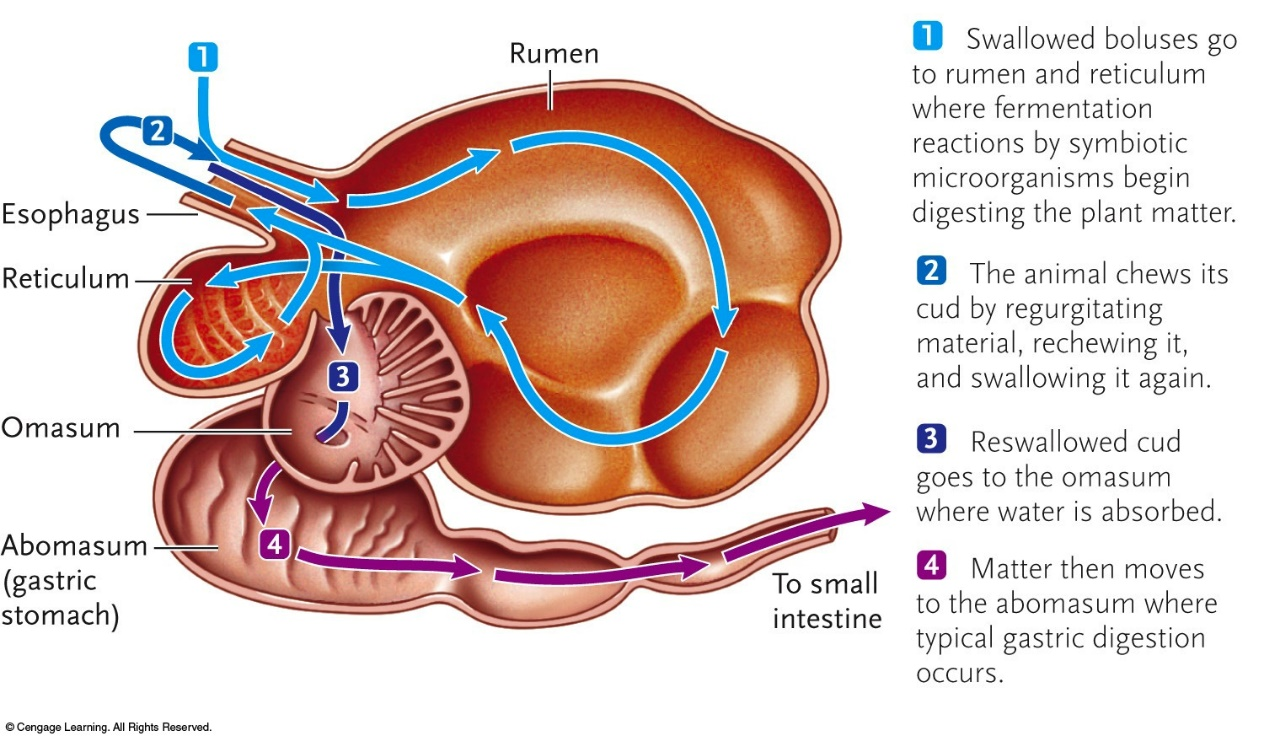 1
Rumen
2
Esophagus
Reticulum
3
Omasum
4
Abomasum
(gastric
stomach)
To small
intestine
1 Swallowed boluses go
to rumen and reticulum
where fermentation
reactions by symbiotic
microorganisms begin
digesting the plant matter.
2 The animal chews its
cud by regurgitating
material, rechewing it,
and swallowing it again.
3 Reswallowed cud
goes to the omasum
where water is absorbed.
4 Matter then moves
to the abomasum where
typical gastric digestion
occurs.
© Cengage Learning. All Rights Reserved.